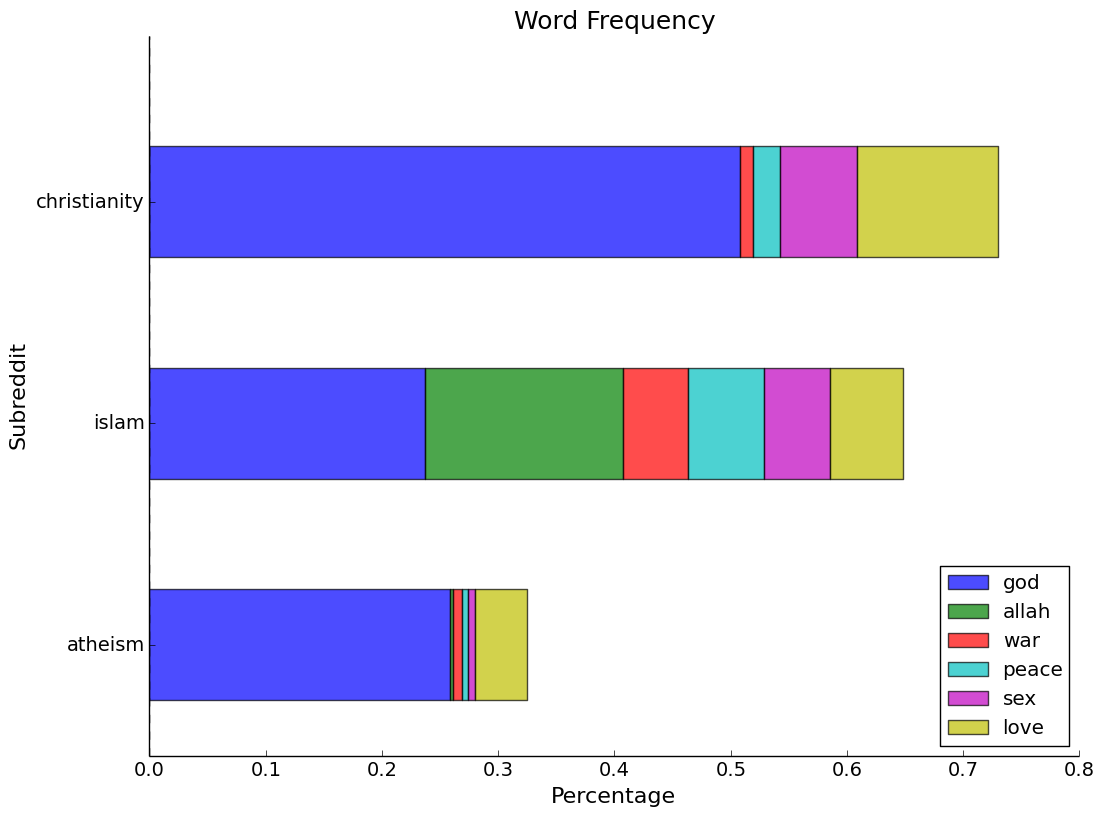 Word Frequency
christianity
islam
atheism
Subreddit
god
allah
war
peace
sex
love
0.0 0.1 0.2 0.3 0.4 0.5 0.6 0.7 0.8
Percentage